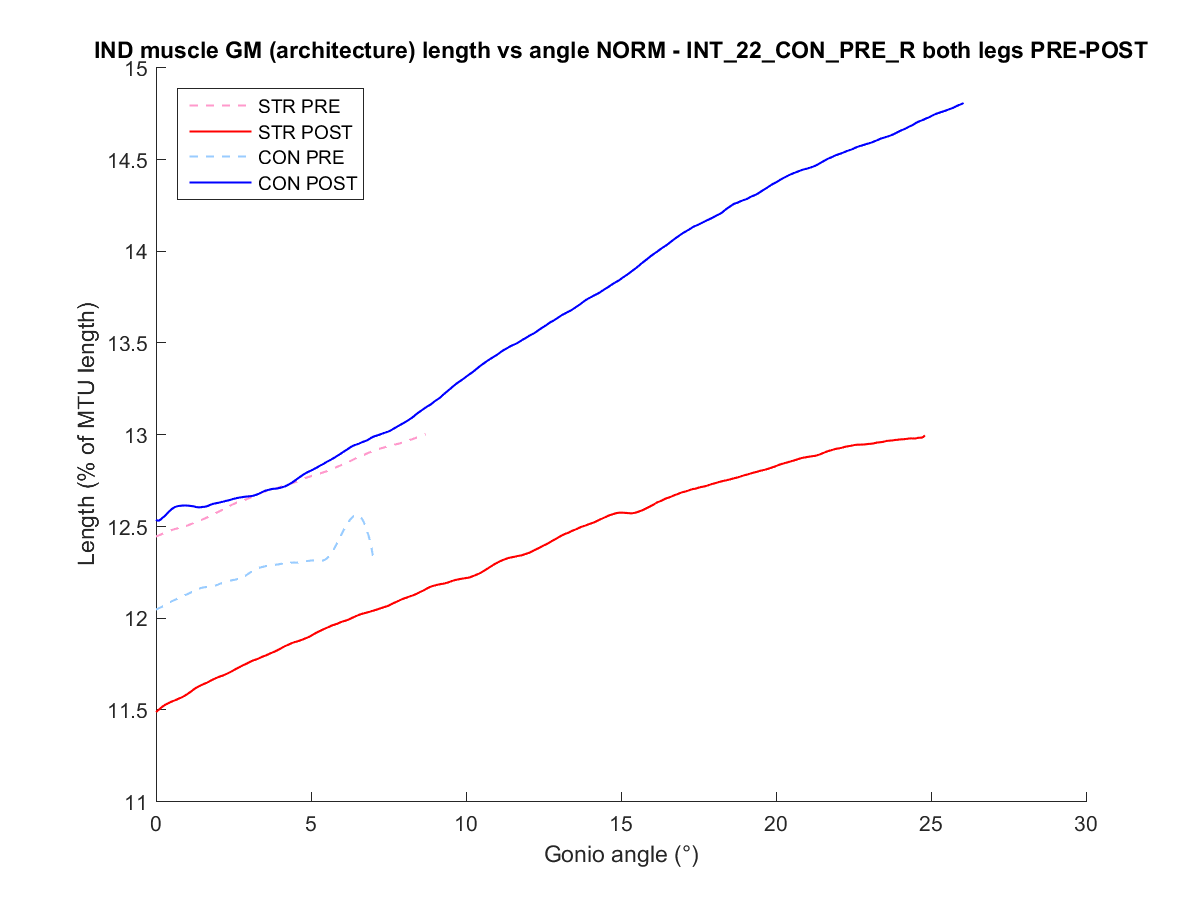 IND muscle GM (architecture) length vs angle NORM - INT_22_CON_PRE_R both legs PRE-POST
STR PRE
STR POST
CON PRE
CON POST
Length (% of MTU length)
15
14.5
14
13.5
13
12.5
12
11.5
11
0 5 10 15 20 25 30
Gonio angle (°)